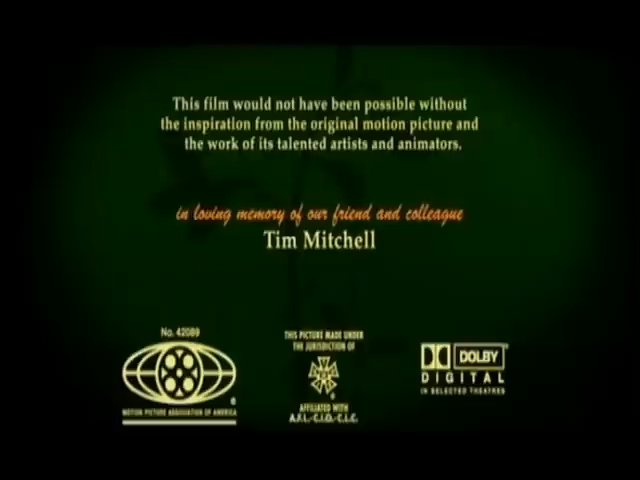 This film would not have been possible without
the inspiration from the original motion picture and
the work of its talented artists and animators.
in loving memory of our friend and colleague
Tim Mitchell
No. 42089
MOTION PICTURE ASSOCIATION OF AMERICA
THIS PICTURE MADE UNDER
THE JURISDICTION OF
AFFILIATED WITH
A.F.L.-C.I.O.-C.L.C.
DOLBY
DIGITAL
IN SELECTED THEATRES